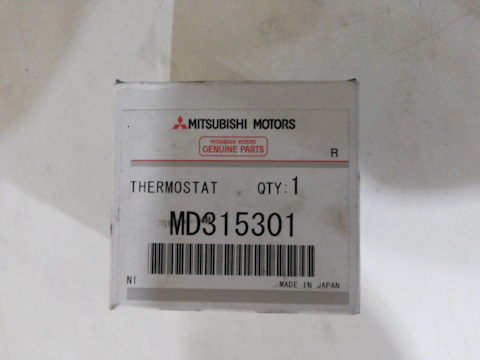 MITSUBISHI MOTORS
MITSUBISHI MOTORS
GENUINE PARTS
R
THERMOSTAT QTY:1
MD315301
NI MADE IN JAPAN